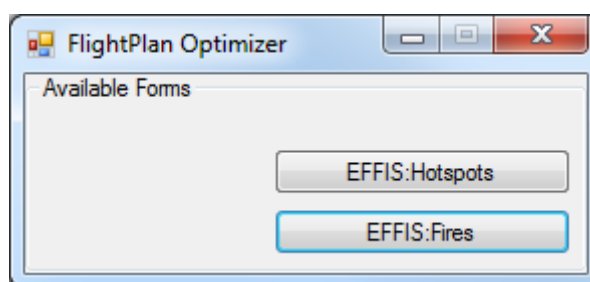 FlightPlan Optimizer
Available Forms
EFFIS:Hotspots
EFFIS:Fires